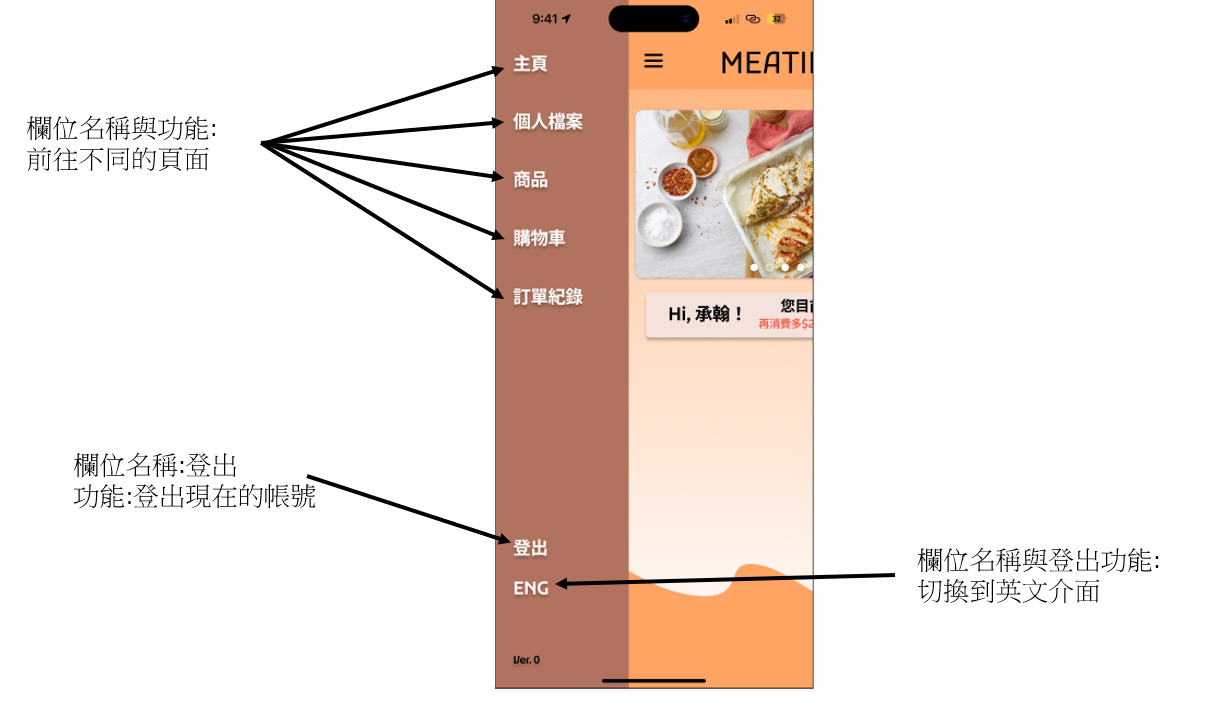 9:41
32
主頁
MEATI
個人檔案
欄位名稱與功能:
前往不同的頁面
商品
購物車
訂單紀錄
Hi, 承翰！
您目前
再消費多$2
欄位名稱:登出
功能:登出現在的帳號
登出
欄位名稱與登出功能:
切換到英文介面
ENG
Ver. 0